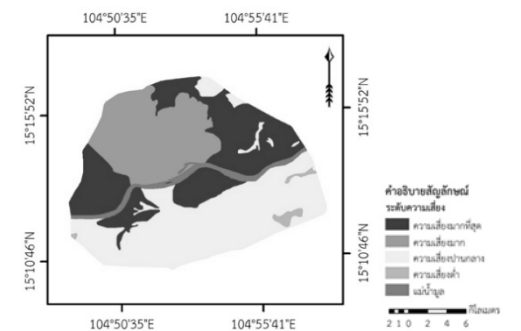 104°50'35"E 104°55'41"E
15°15'52"N 15°15'52"N
15°10'46"N 15°10'46"N
104°50'35"E 104°55'41"E
คำอธิบายสัญลักษณ์
ระดับความเสี่ยง
ความเสี่ยงมากที่สุด
ความเสี่ยงมาก
ความเสี่ยงปานกลาง
ความเสี่ยงต่ำ
แม่น้ำมูล
กิโลเมตร
2 1 0 2 4 6